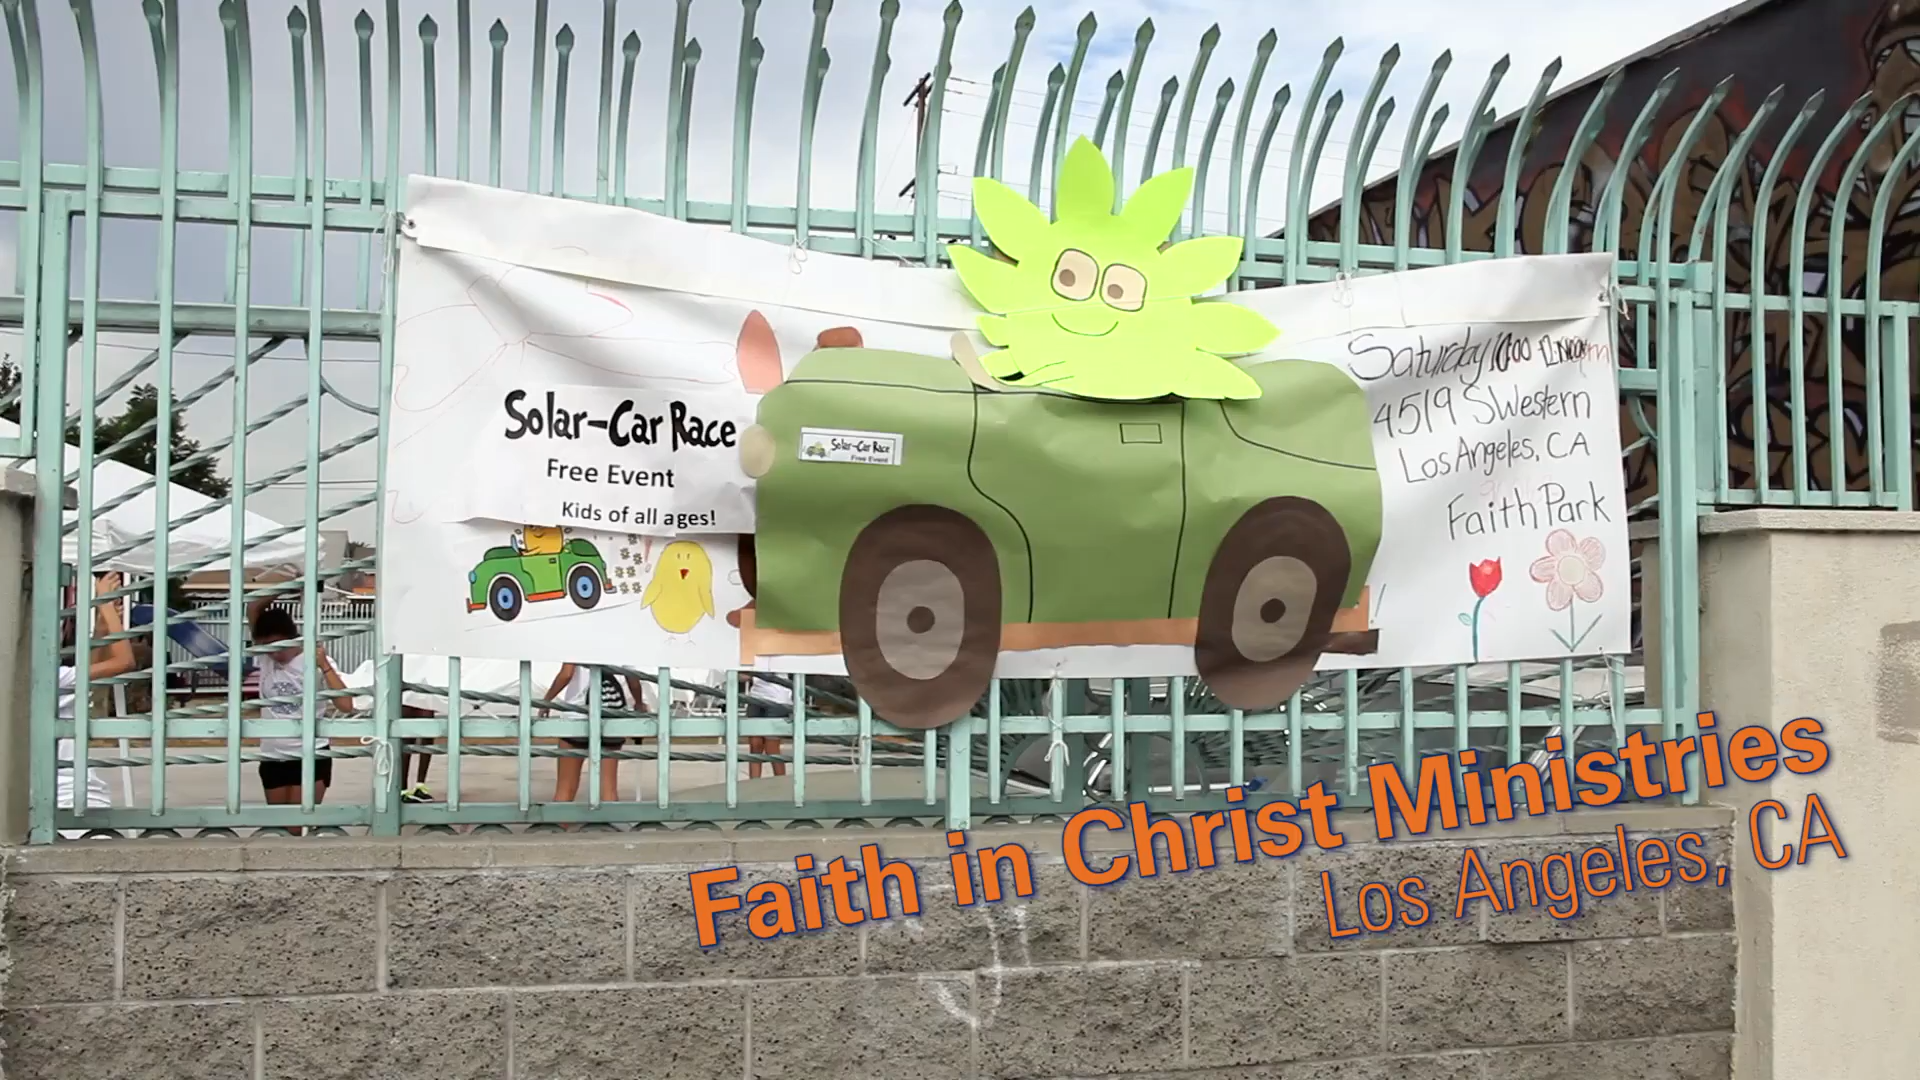 Solar-Car Race
Free Event
Kids of all ages!
Solar-Car Race
Free Event
Saturday
4519 S Western
Los Angeles, CA
Faith Park
Faith in Christ Ministries
Los Angeles, CA